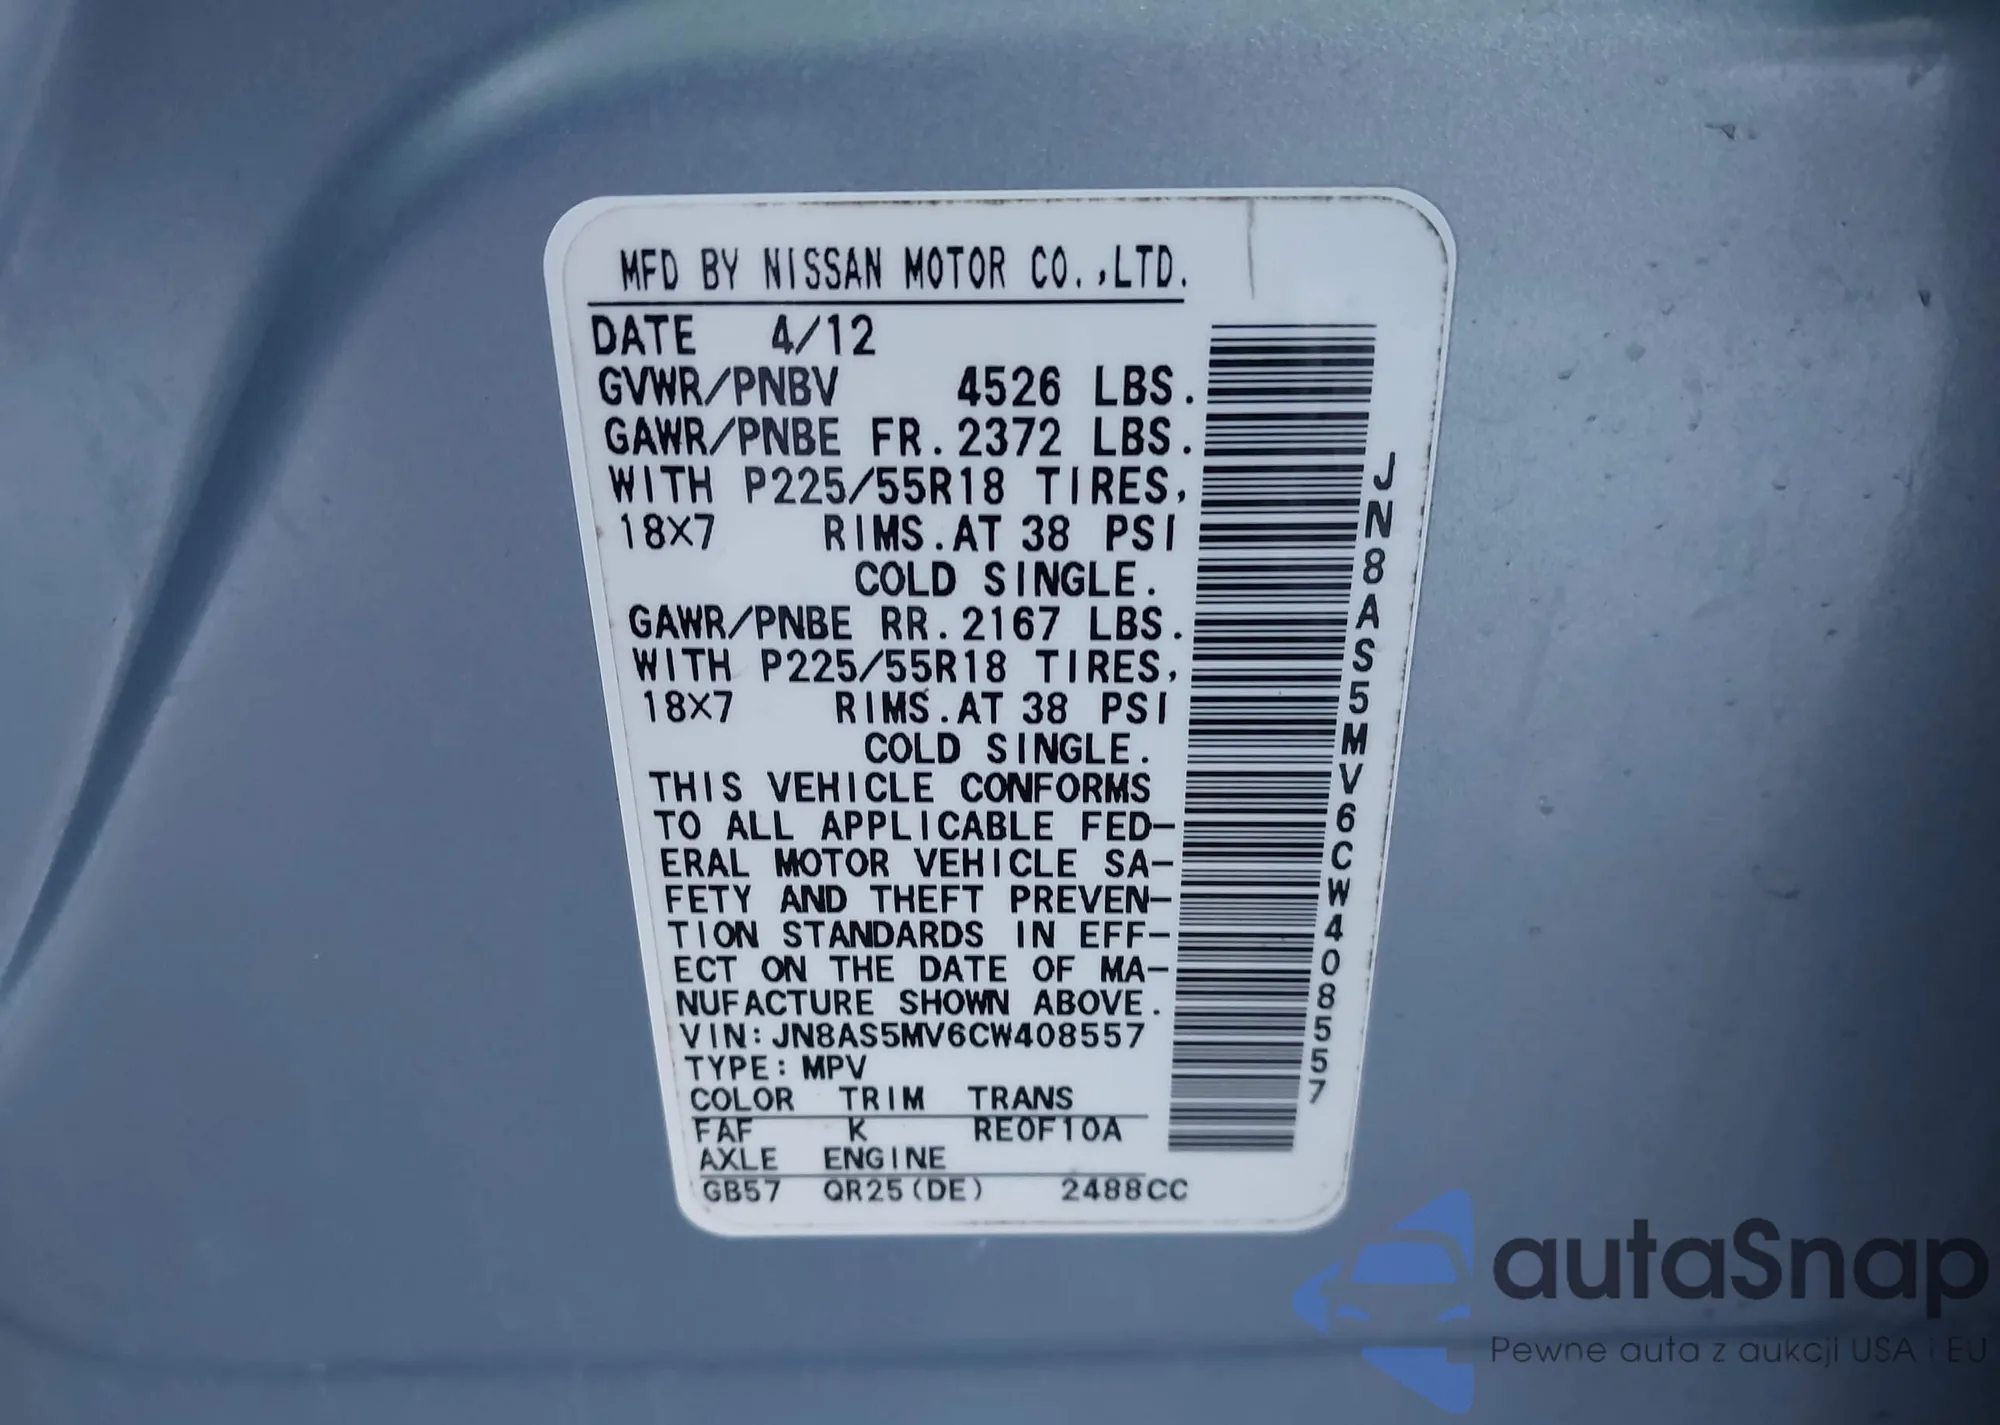 MFD BY NISSAN MOTOR CO.,LTD.
DATE 4/12
GVWR/PNBV 4526 LBS.
GAWR/PNBE FR.2372 LBS.
WITH P225/55R18 TIRES,
18X7 RIMS.AT 38 PSI
COLD SINGLE.
GAWR/PNBE RR.2167 LBS.
WITH P225/55R18 TIRES,
18X7 RIMS.AT 38 PSI
COLD SINGLE.
THIS VEHICLE CONFORMS
TO ALL APPLICABLE FED-
ERAL MOTOR VEHICLE SA-
FETY AND THEFT PREVEN-
TION STANDARDS IN EFF-
ECT ON THE DATE OF MA-
NUFACTURE SHOWN ABOVE.
VIN:JN8AS5MV6CW408557
TYPE:MPV
COLOR TRIM TRANS
FAF K RE0F10A
AXLE ENGINE
GB57 QR25(DE) 2488CC
JN8AS5MV6CW408557
autaSnap
Pewne auta z aukcji USA i EU